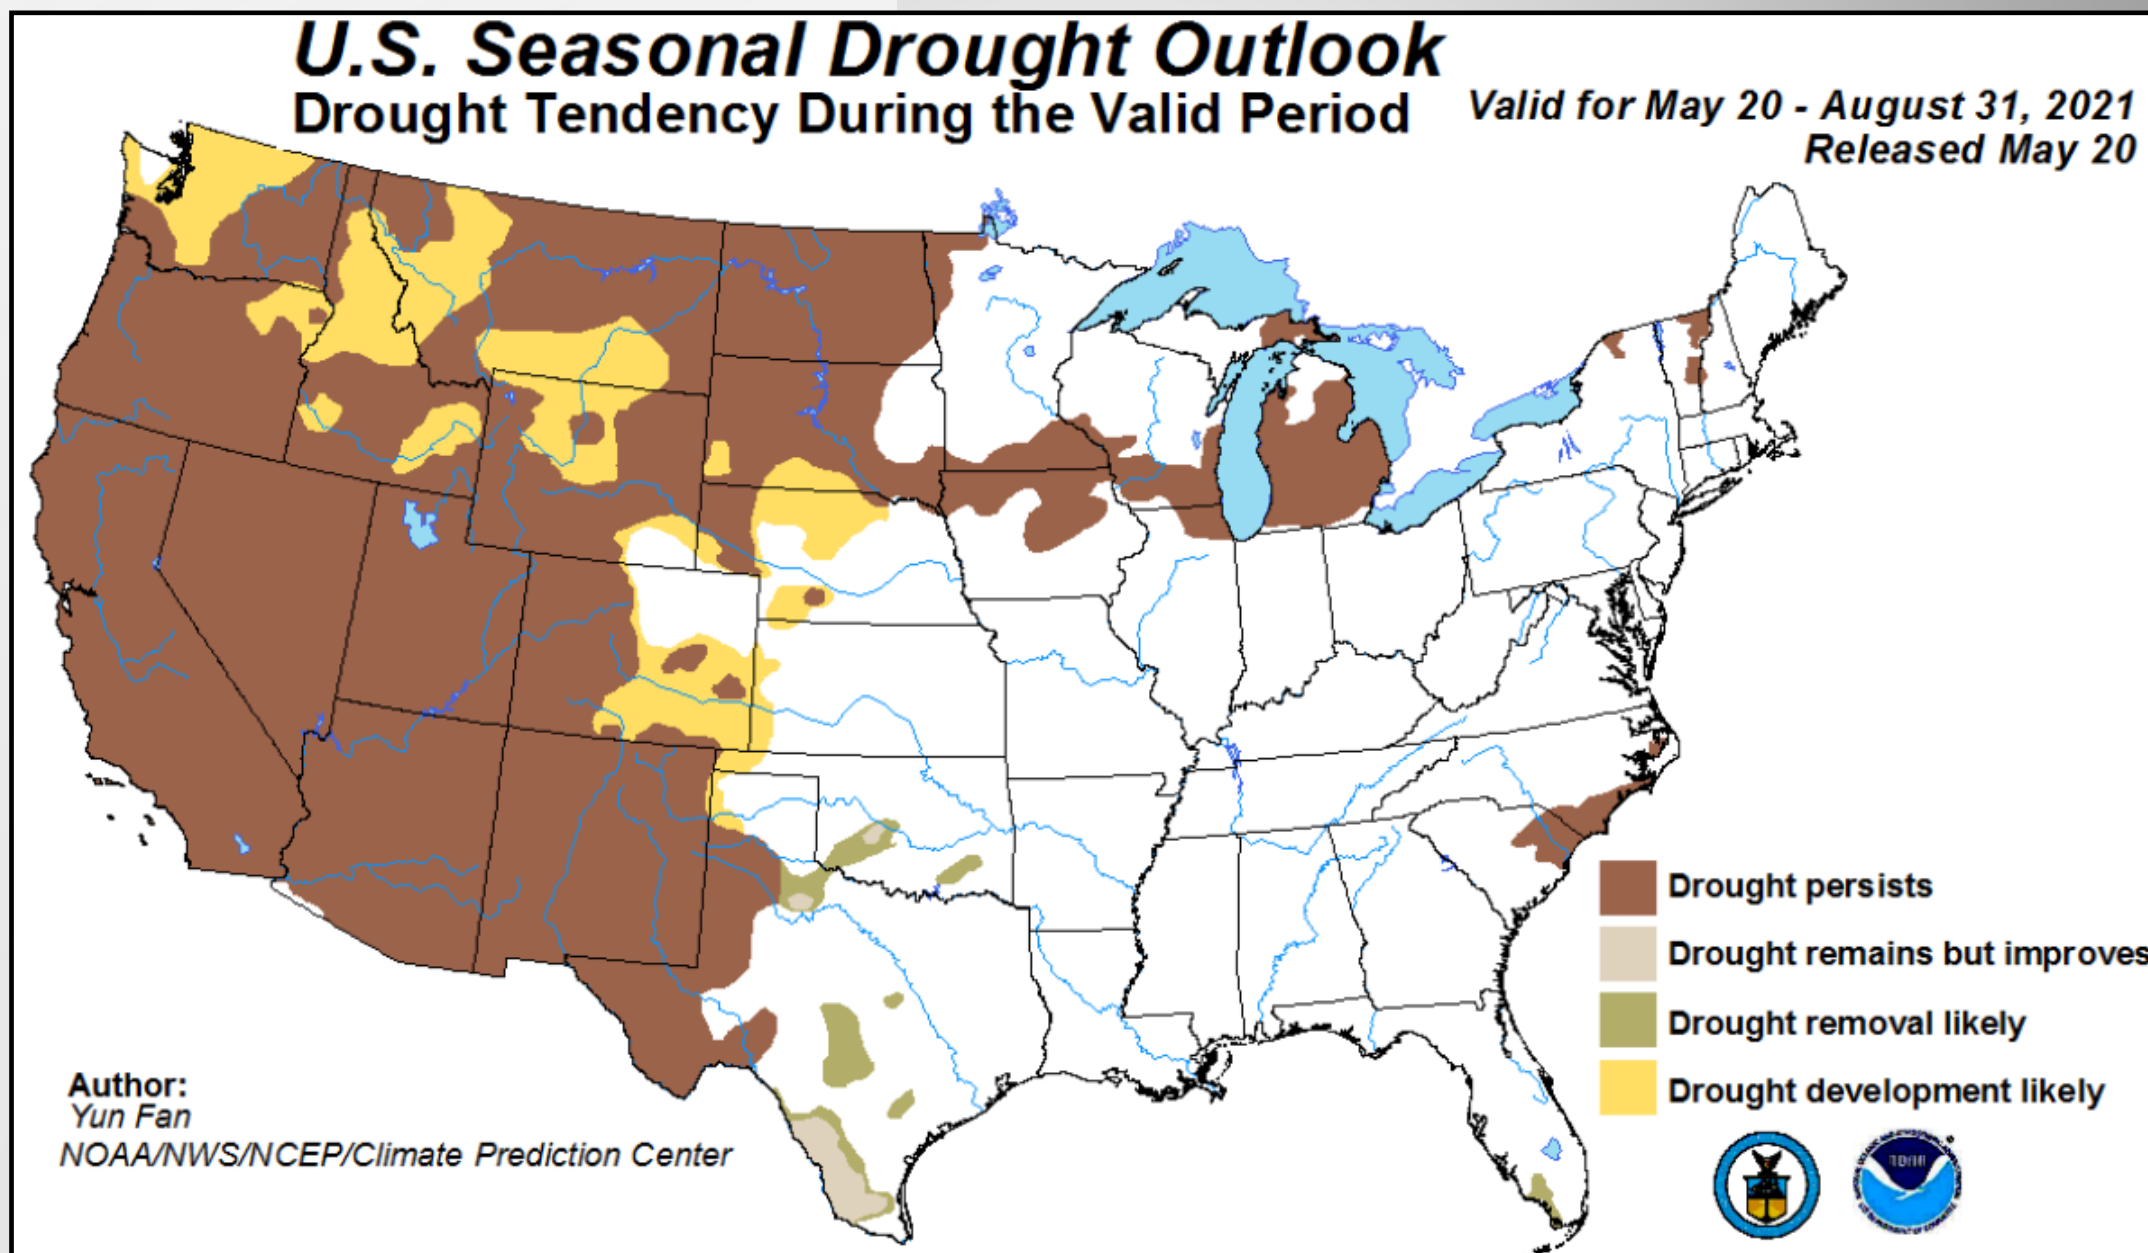 U.S. Seasonal Drought Outlook
Drought Tendency During the Valid Period
Valid for May 20 - August 31, 2021
Released May 20
Drought persists
Drought remains but improves
Drought removal likely
Drought development likely
Author:
Yun Fan
NOAA/NWS/NCEP/Climate Prediction Center